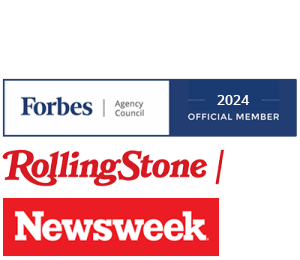 Forbes | Agency Council
2024
OFFICIAL MEMBER
RollingStone /
Newsweek